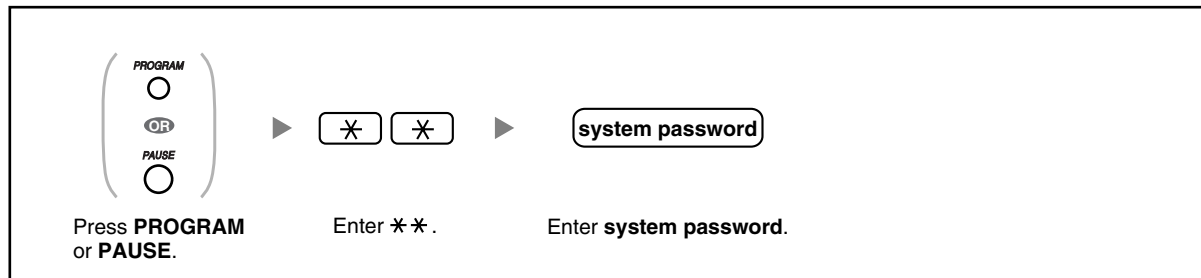 PROGRAM
OR
PAUSE
* *
system password
Press PROGRAM
or PAUSE.
Enter **.
Enter system password.